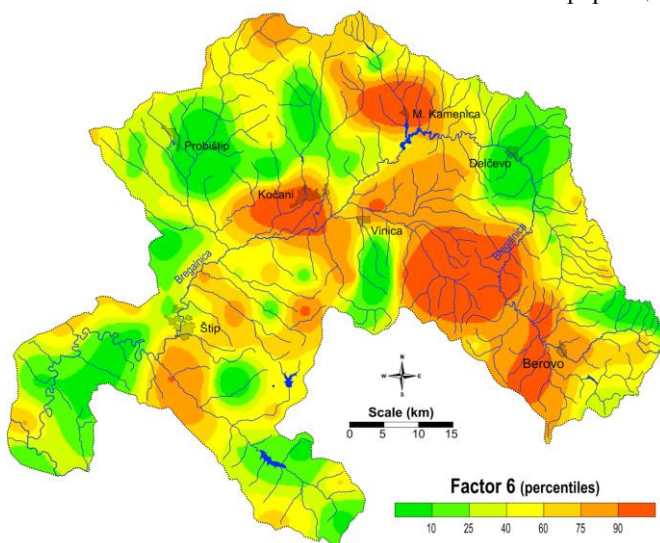 M. Kamenica
Probištip
Delčevo
Kočani
Vinica
Bregalnica
Bregalnica
Štip
Berovo
N
W E
S
Scale (km)
0 5 10 15
Factor 6 (percentiles)
10 25 40 60 75 90